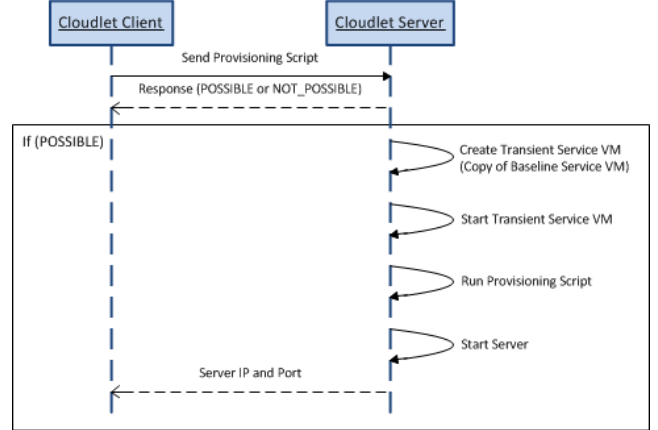 Cloudlet Client
Cloudlet Server
Send Provisioning Script
Response (POSSIBLE or NOT_POSSIBLE)
If (POSSIBLE)
Create Transient Service VM
(Copy of Baseline Service VM)
Start Transient Service VM
Run Provisioning Script
Start Server
Server IP and Port